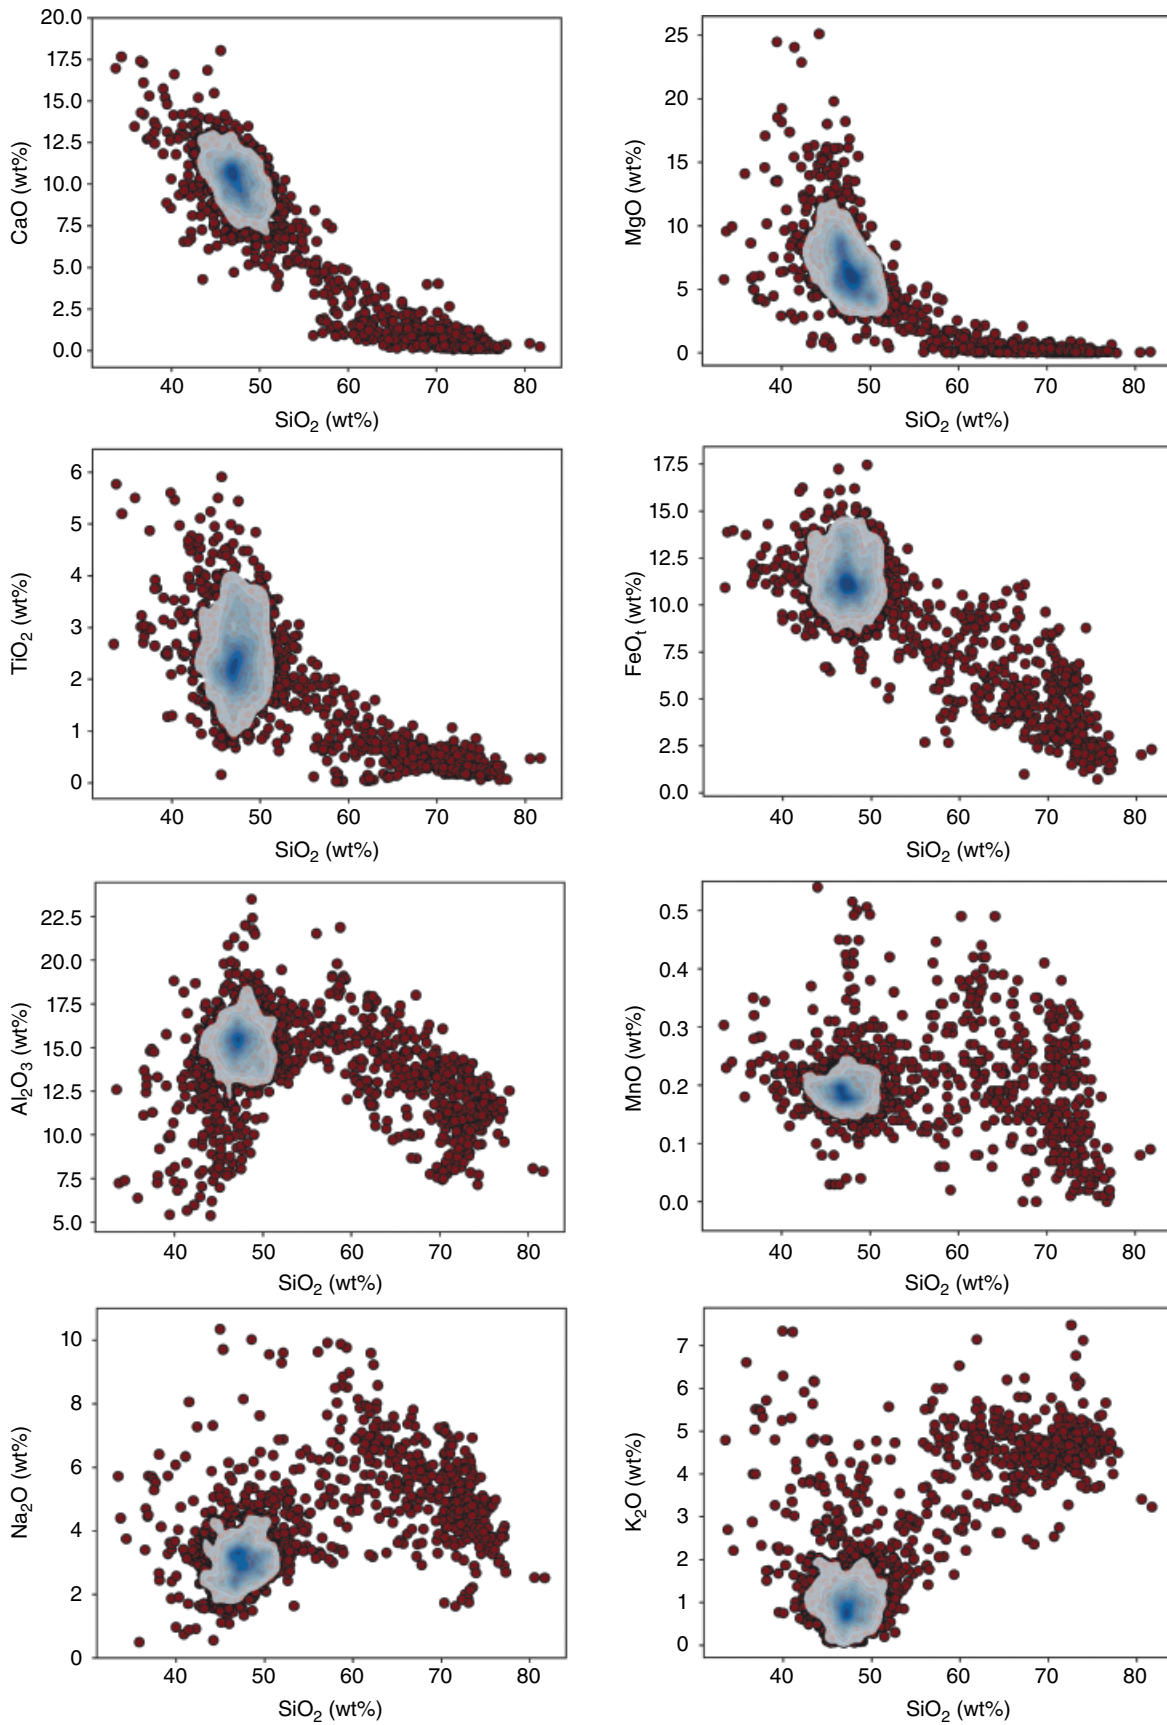 20.0
17.5
15.0
12.5
10.0
7.5
5.0
2.5
0.0
CaO (wt%)
40 50 60 70 80
SiO₂ (wt%)
25
20
15
10
5
0
MgO (wt%)
40 50 60 70 80
SiO₂ (wt%)
6
5
4
3
2
1
0
TiO₂ (wt%)
40 50 60 70 80
SiO₂ (wt%)
17.5
15.0
12.5
10.0
7.5
5.0
2.5
0.0
FeOₜ (wt%)
40 50 60 70 80
SiO₂ (wt%)
22.5
20.0
17.5
15.0
12.5
10.0
7.5
5.0
Al₂O₃ (wt%)
40 50 60 70 80
SiO₂ (wt%)
0.5
0.4
0.3
0.2
0.1
0.0
MnO (wt%)
40 50 60 70 80
SiO₂ (wt%)
10
8
6
4
2
0
Na₂O (wt%)
40 50 60 70 80
SiO₂ (wt%)
7
6
5
4
3
2
1
0
K₂O (wt%)
40 50 60 70 80
SiO₂ (wt%)